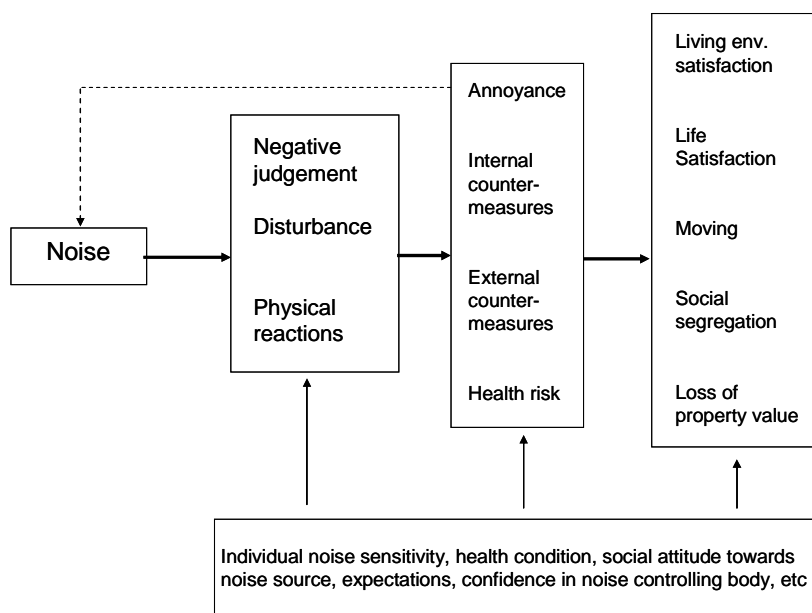 Noise
Negative
judgement
Disturbance
Physical
reactions
Annoyance
Internal
counter-
measures
External
counter-
measures
Health risk
Living env.
satisfaction
Life
Satisfaction
Moving
Social
segregation
Loss of
property value
Individual noise sensitivity, health condition, social attitude towards
noise source, expectations, confidence in noise controlling body, etc